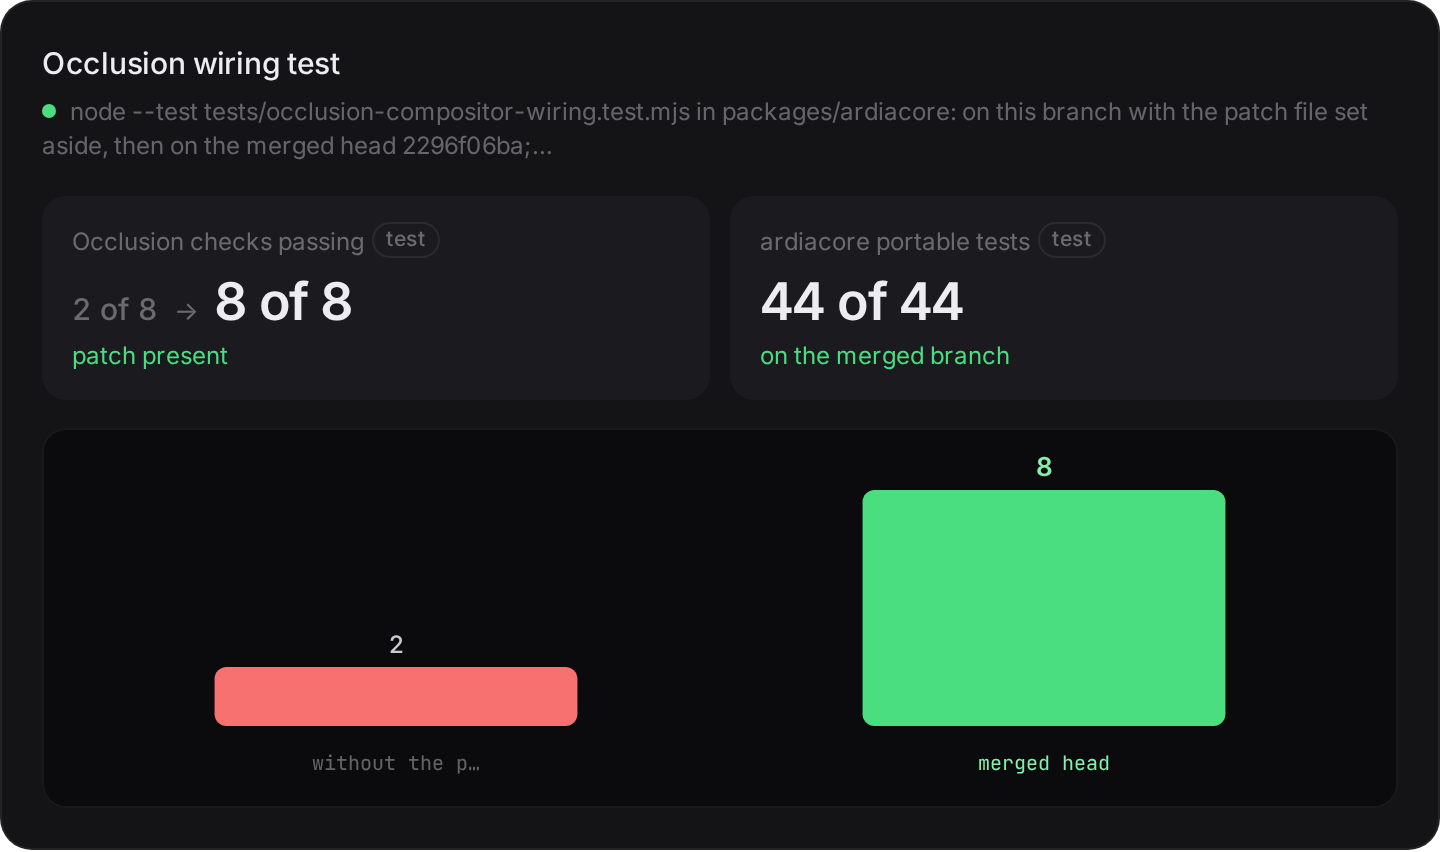 Occlusion wiring test
node --test tests/occlusion-compositor-wiring.test.mjs in packages/ardiacore: on this branch with the patch file set
aside, then on the merged head 2296f06ba;…
Occlusion checks passing test
2 of 8 → 8 of 8
patch present
ardiacore portable tests test
44 of 44
on the merged branch
8
2
without the p…
merged head